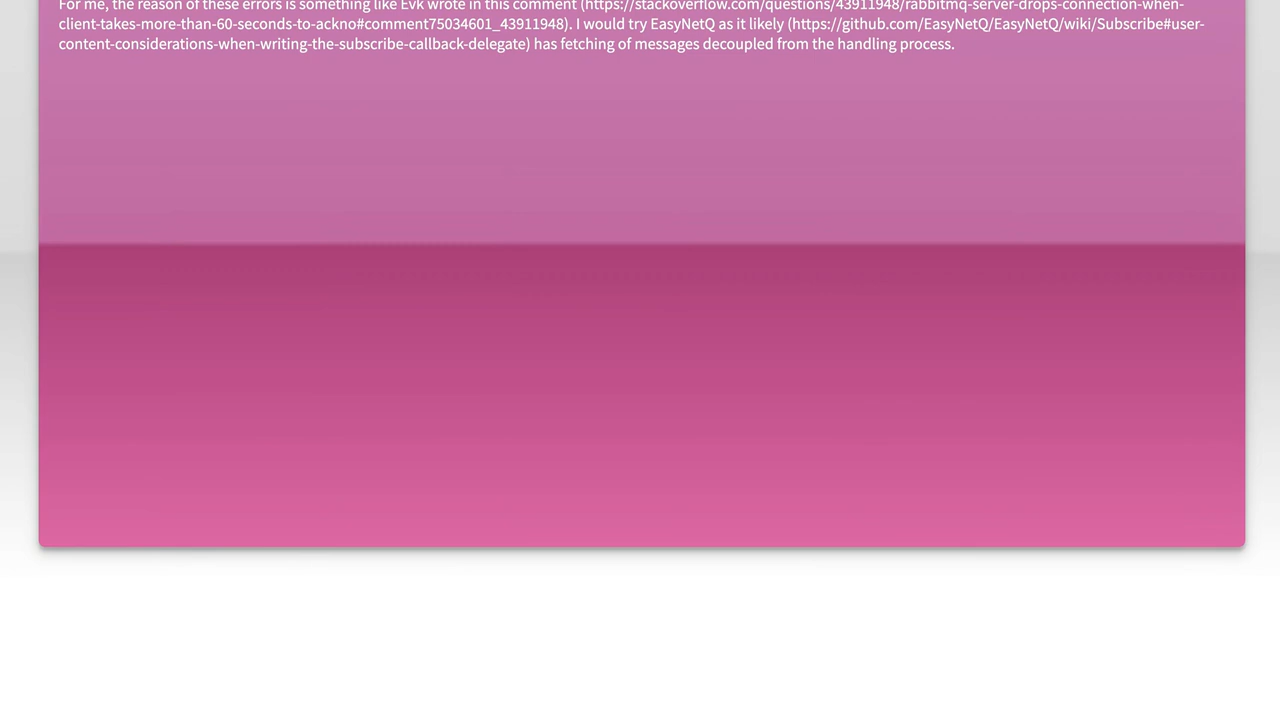 For me, the reason of these errors is something like Evk wrote in this comment (https://stackoverflow.com/questions/43911948/rabbitmq-server-drops-connection-when-
client-takes-more-than-60-seconds-to-ackno#comment75034601_43911948). I would try EasyNetQ as it likely (https://github.com/EasyNetQ/EasyNetQ/wiki/Subscribe#user-
content-considerations-when-writing-the-subscribe-callback-delegate) has fetching of messages decoupled from the handling process.